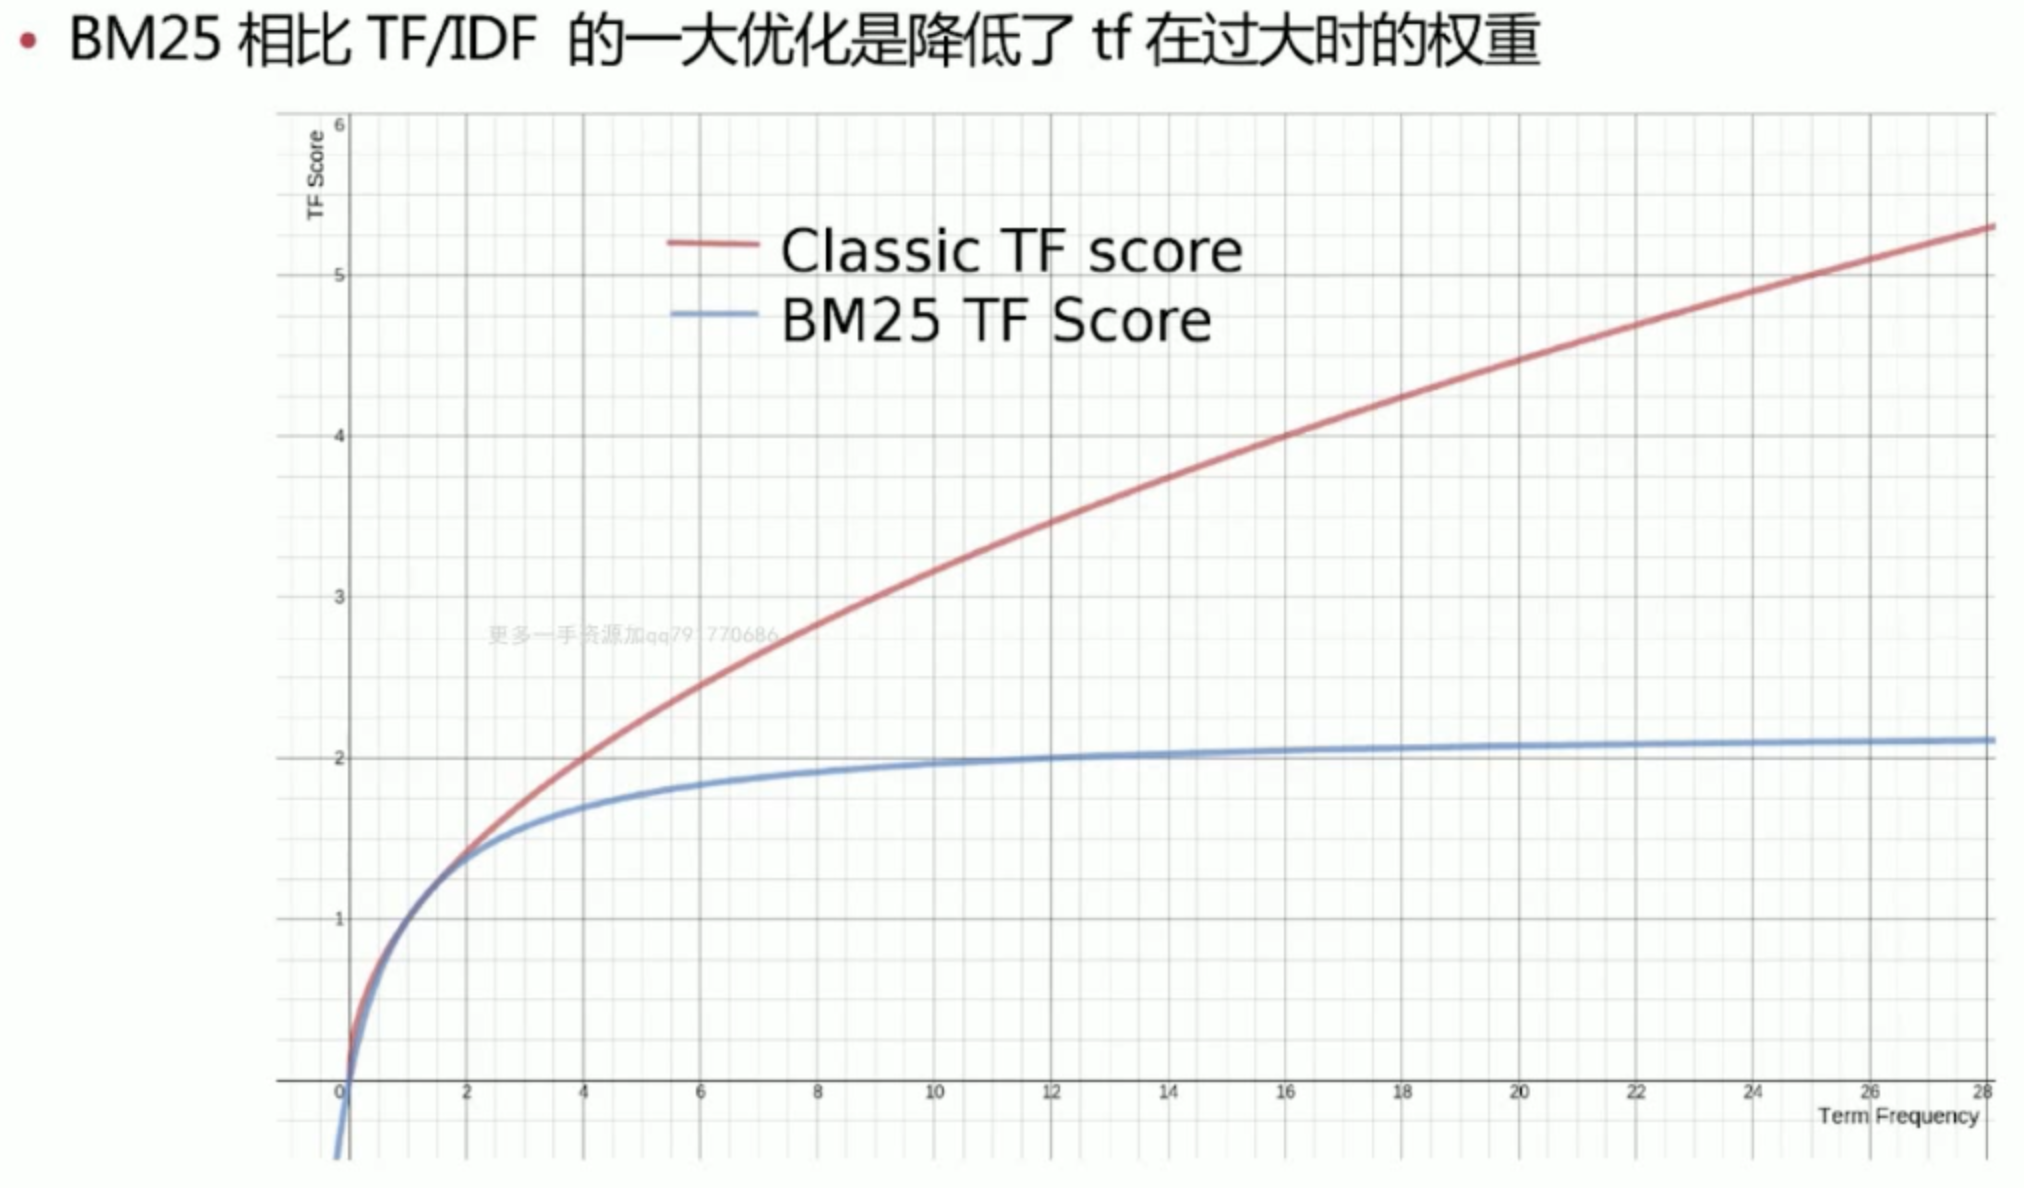 • BM25 相比 TF/IDF 的一大优化是降低了 tf 在过大时的权重
TF Score
6
Classic TF score
5
BM25 TF Score
4
3
更多一手资源加qq79 770686
2
1
0 2 4 6 8 10 12 14 16 18 20 22 24 26 28
Term Frequency